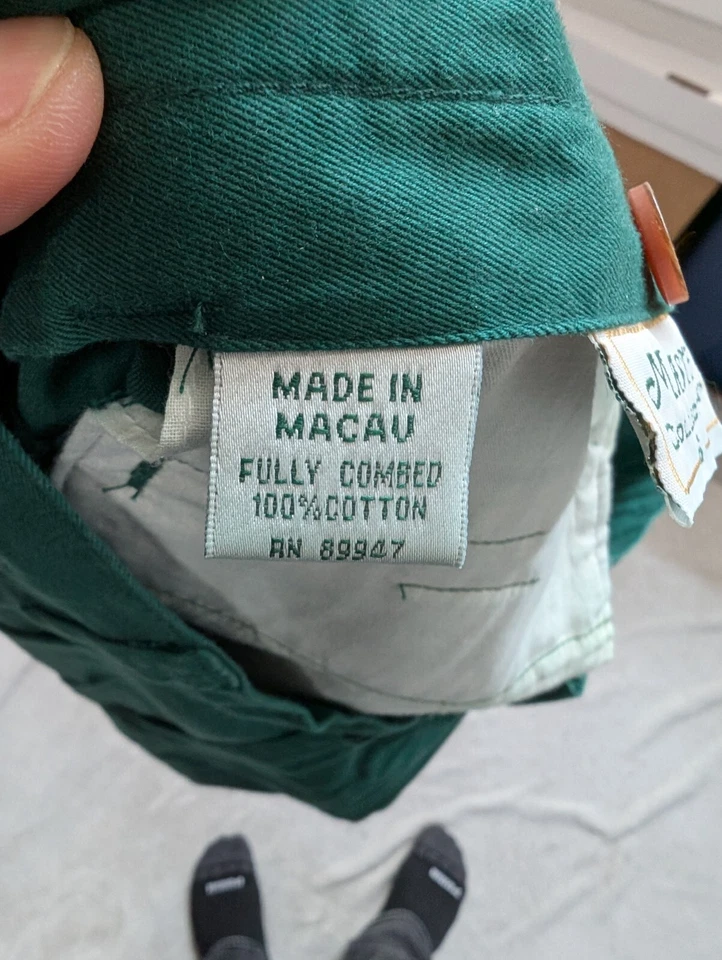 MADE IN
MACAU
FULLY COMBED
100%COTTON
RN 89947